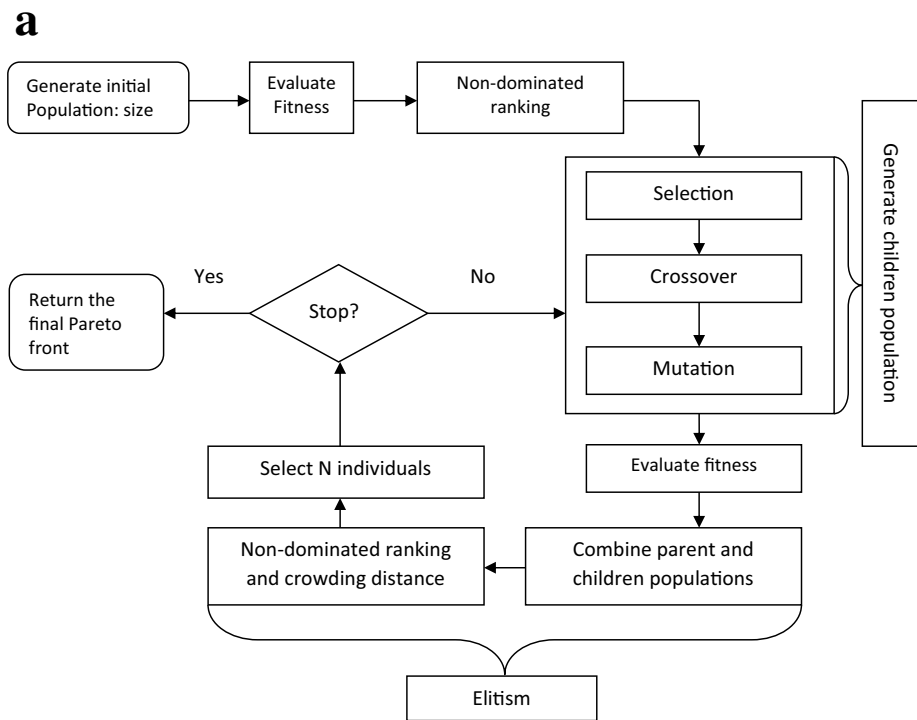 a
Generate initial
Population: size
Evaluate
Fitness
Non-dominated
ranking
Selection
Crossover
Mutation
Generate children population
Yes
No
Stop?
Return the
final Pareto
front
Select N individuals
Evaluate fitness
Non-dominated ranking
and crowding distance
Combine parent and
children populations
Elitism